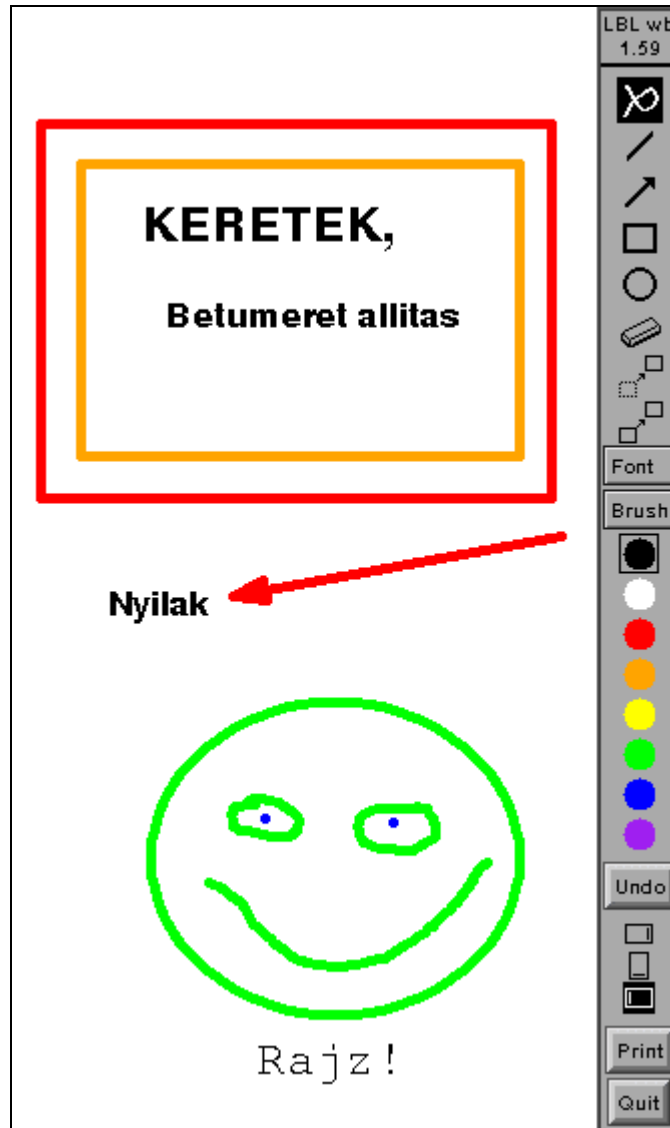 LBL wb
1.59
KERETEK,
Betumeret allitas
Font
Brush
Nyilak
Undo
Rajz!
Print
Quit